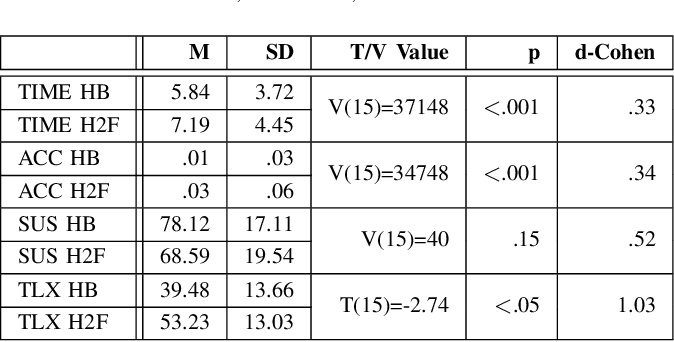 M SD T/V Value p d-Cohen
TIME HB 5.84 3.72 V(15)=37148 <.001 .33
TIME H2F 7.19 4.45
ACC HB .01 .03 V(15)=34748 <.001 .34
ACC H2F .03 .06
SUS HB 78.12 17.11 V(15)=40 .15 .52
SUS H2F 68.59 19.54
TLX HB 39.48 13.66 T(15)=-2.74 <.05 1.03
TLX H2F 53.23 13.03